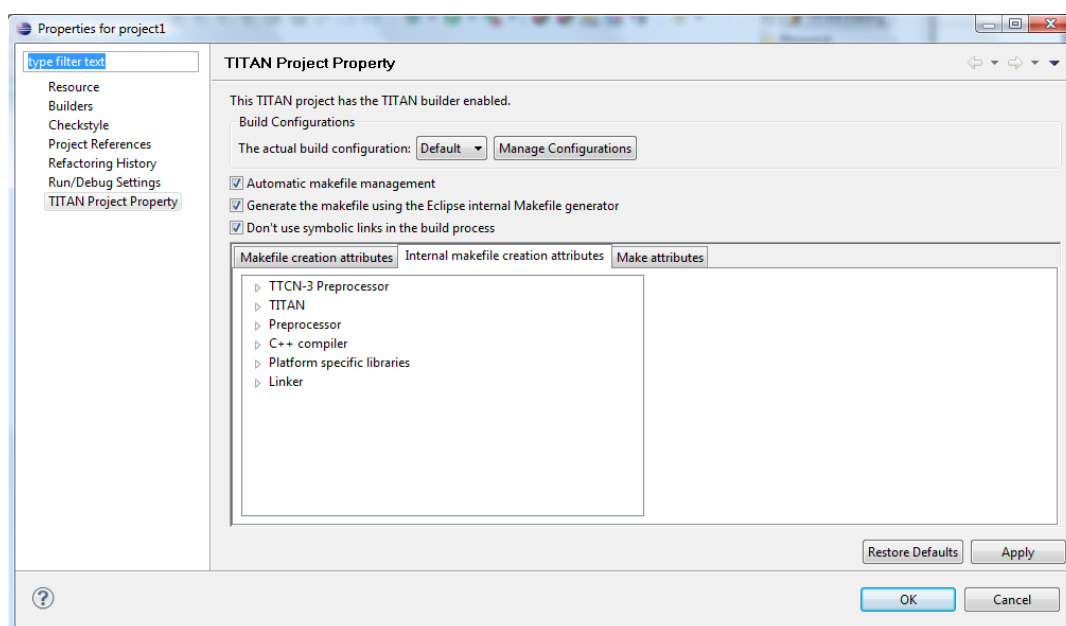 Properties for project1
type filter text
Resource
Builders
Checkstyle
Project References
Refactoring History
Run/Debug Settings
TITAN Project Property
TITAN Project Property
This TITAN project has the TITAN builder enabled.
Build Configurations
The actual build configuration: Default Manage Configurations
Automatic makefile management
Generate the makefile using the Eclipse internal Makefile generator
Don't use symbolic links in the build process
Makefile creation attributes Internal makefile creation attributes Make attributes
TTCN-3 Preprocessor
TITAN
Preprocessor
C++ compiler
Platform specific libraries
Linker
Restore Defaults Apply
OK Cancel